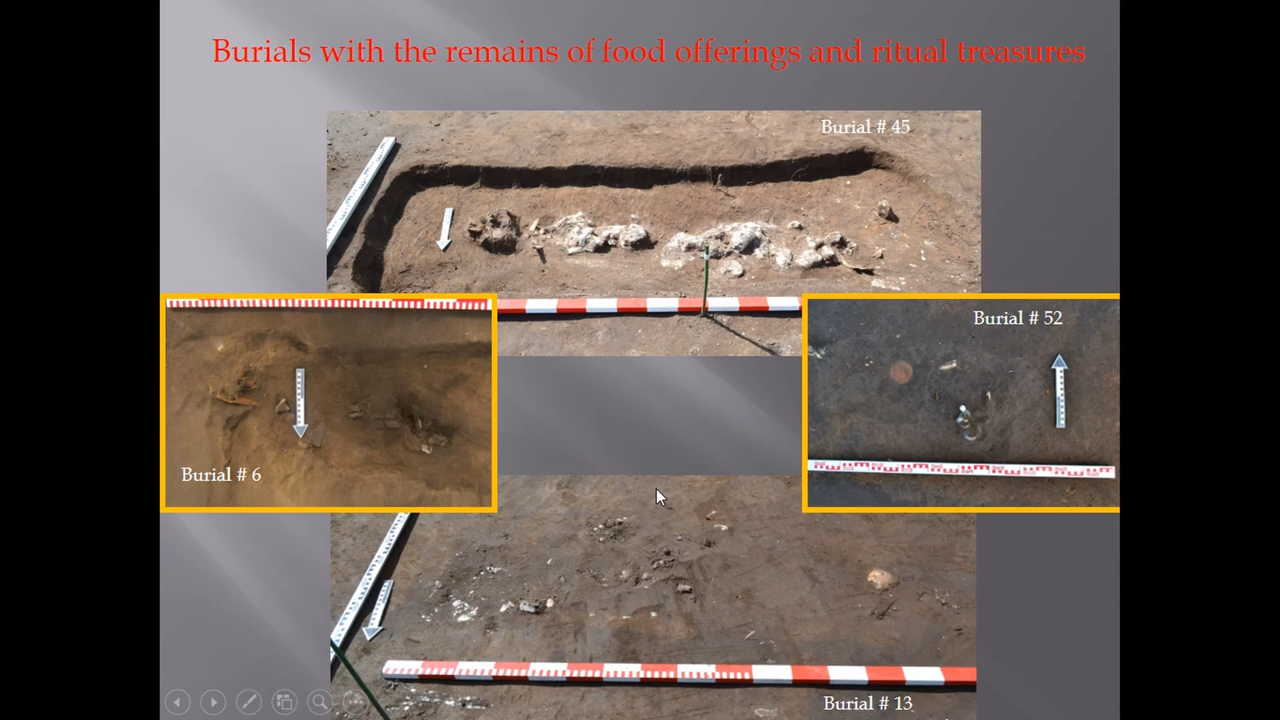 Burials with the remains of food offerings and ritual treasures
Burial # 45
Burial # 52
Burial # 6
Burial # 13